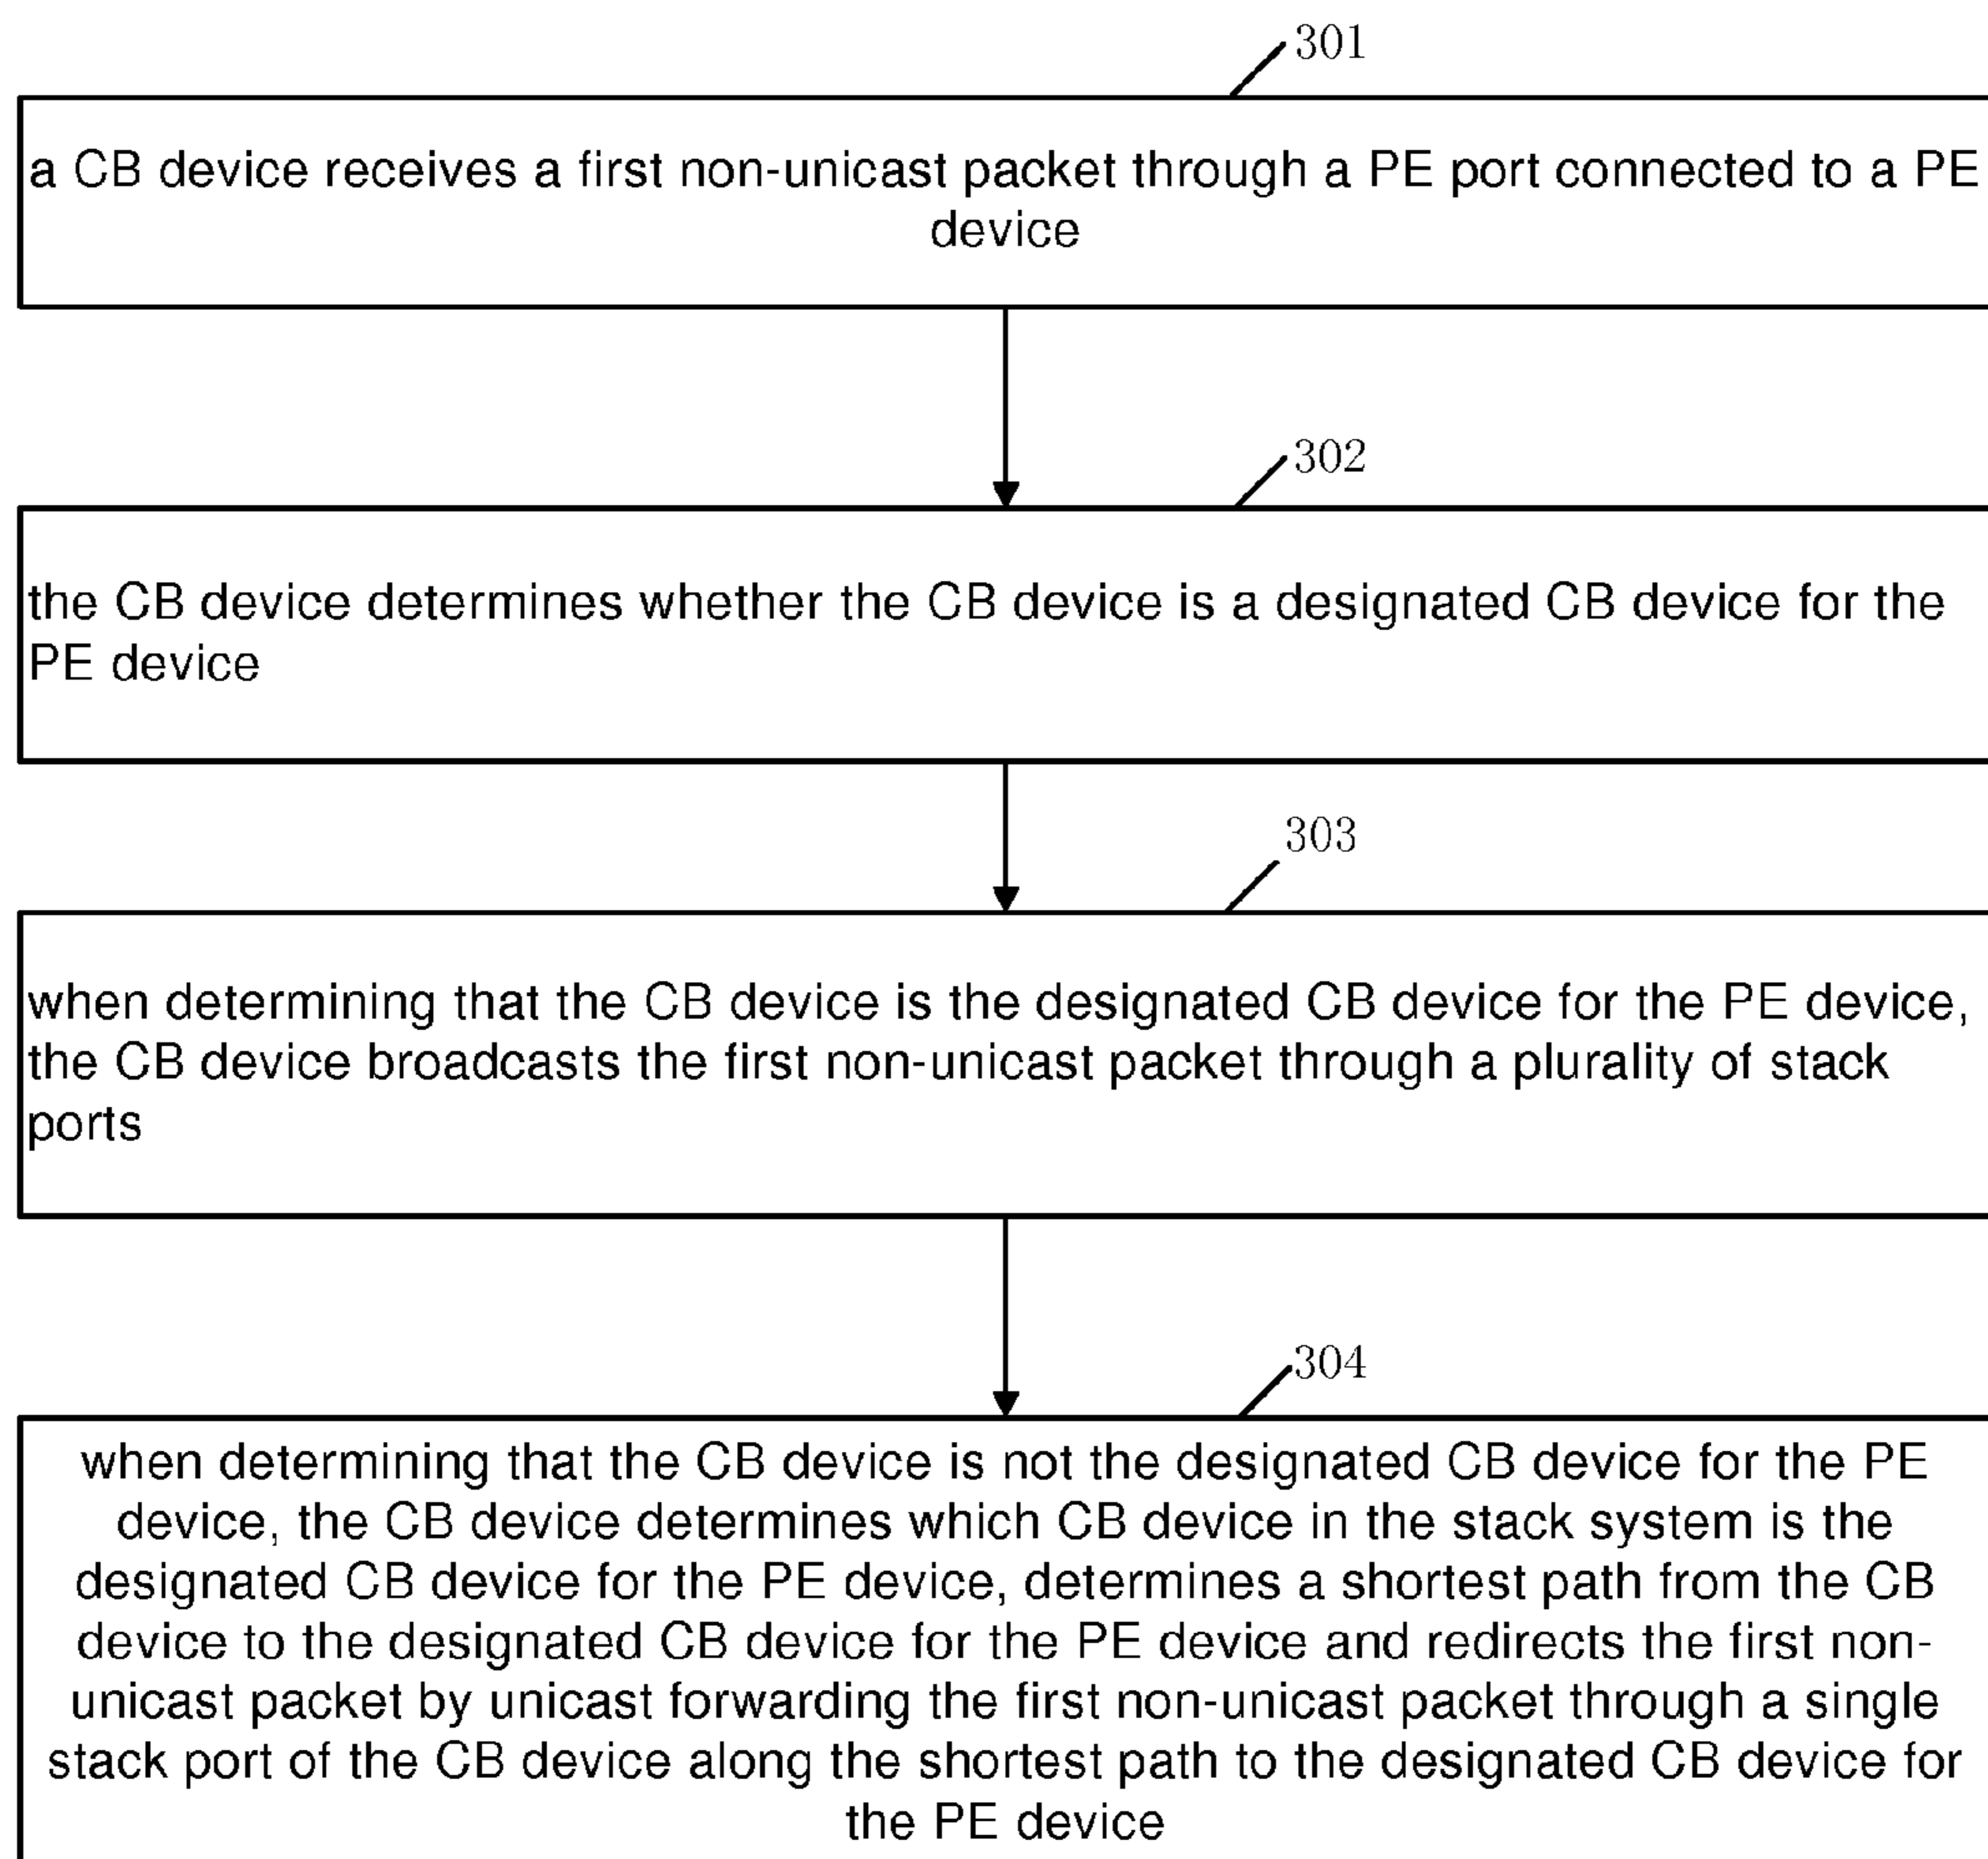 301
a CB device receives a first non-unicast packet through a PE port connected to a PE
device
302
the CB device determines whether the CB device is a designated CB device for the
PE device
303
when determining that the CB device is the designated CB device for the PE device,
the CB device broadcasts the first non-unicast packet through a plurality of stack
ports
304
when determining that the CB device is not the designated CB device for the PE
device, the CB device determines which CB device in the stack system is the
designated CB device for the PE device, determines a shortest path from the CB
device to the designated CB device for the PE device and redirects the first non-
unicast packet by unicast forwarding the first non-unicast packet through a single
stack port of the CB device along the shortest path to the designated CB device for
the PE device